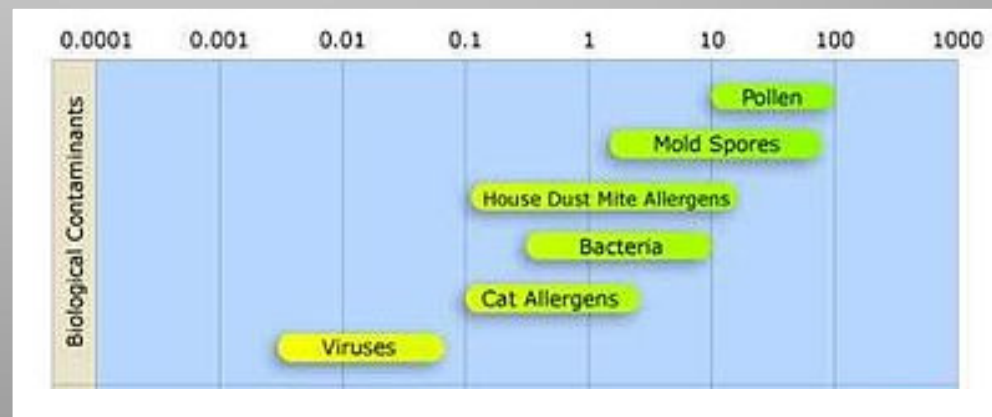 0.0001 0.001 0.01 0.1 1 10 100 1000
Biological Contaminants
Pollen
Mold Spores
House Dust Mite Allergens
Bacteria
Cat Allergens
Viruses